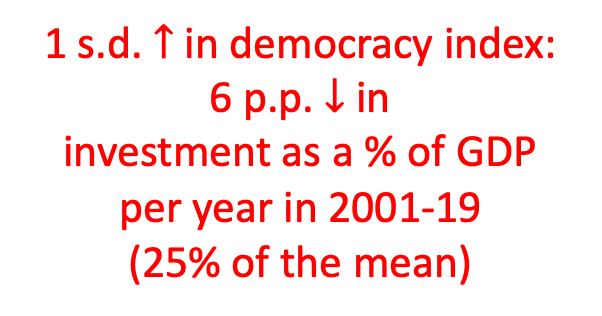 1 s.d. ↑ in democracy index:
6 p.p. ↓ in
investment as a % of GDP
per year in 2001-19
(25% of the mean)